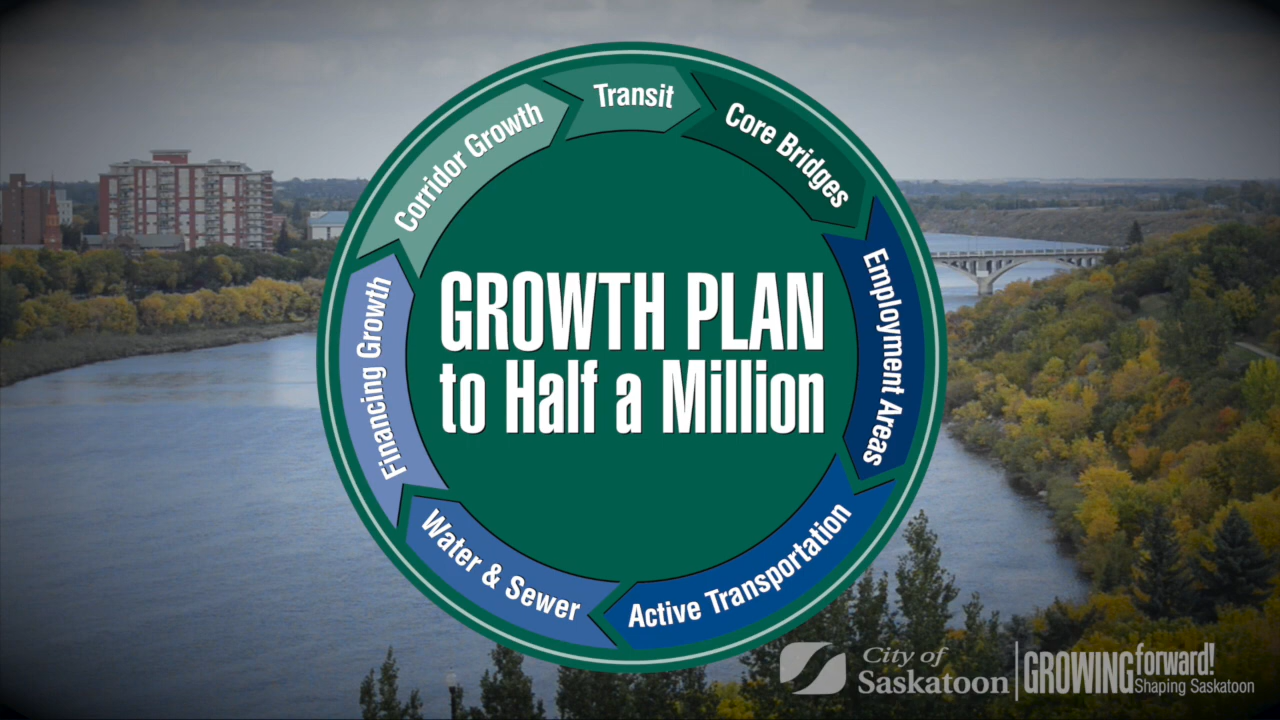 Transit
Core Bridges
Employment Areas
Active Transportation
Water & Sewer
Financing Growth
Corridor Growth
GROWTH PLAN
to Half a Million
City of
Saskatoon
GROWING forward!
Shaping Saskatoon